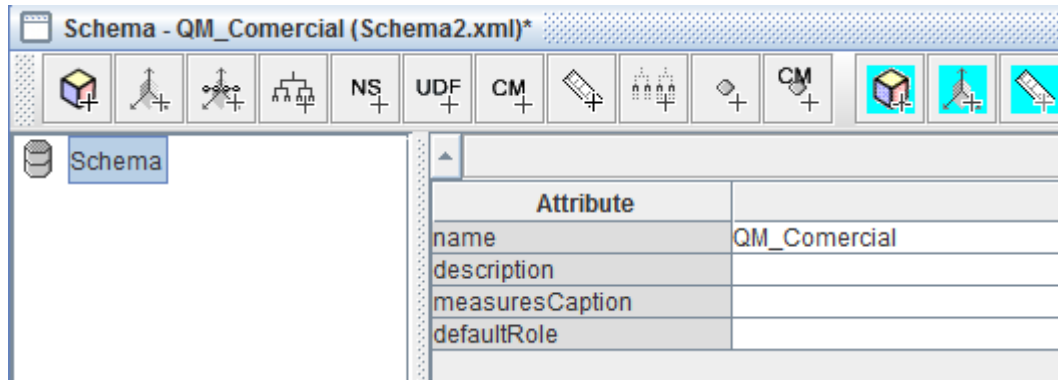 Schema - QM_Comercial (Schema2.xml)*
NS UDF CM CM
Schema
Attribute
name QM_Comercial
description
measuresCaption
defaultRole